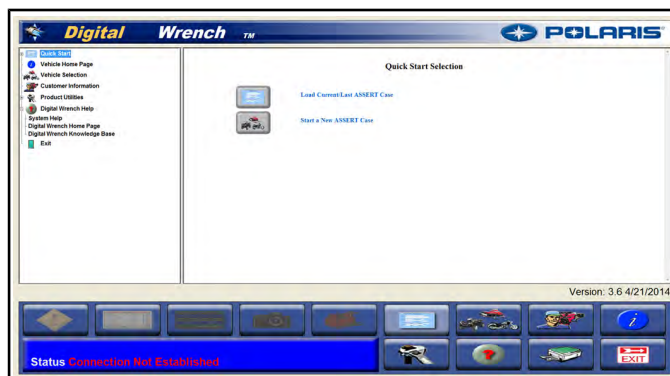 Digital Wrench TM
POLARIS
Quick Start
Vehicle Home Page
Vehicle Selection
Customer Information
Product Utilities
Digital Wrench Help
System Help
Digital Wrench Home Page
Digital Wrench Knowledge Base
Exit
Quick Start Selection
Load Current/Last ASSERT Case
Start a New ASSERT Case
Version: 3.6 4/21/2014
Status Connection Not Established
EXIT